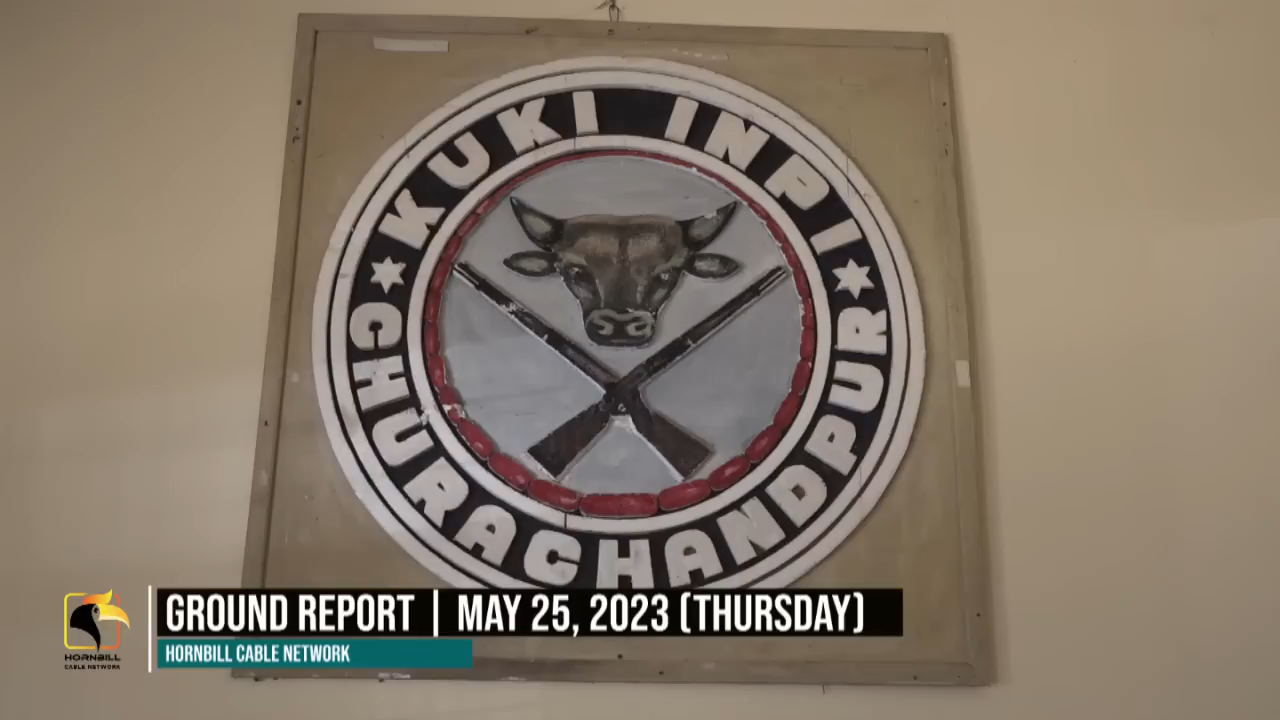 KUKI INPI
CHURACHANDPUR
GROUND REPORT | MAY 25, 2023 (THURSDAY)
HORNBILL CABLE NETWORK
HORNBILL
CABLE NETWORK